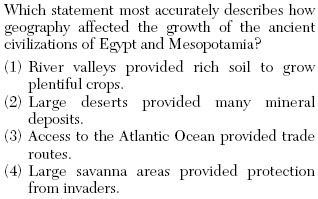 Which statement most accurately describes how
geography affected the growth of the ancient
civilizations of Egypt and Mesopotamia?
(1) River valleys provided rich soil to grow
plentiful crops.
(2) Large deserts provided many mineral
deposits.
(3) Access to the Atlantic Ocean provided trade
routes.
(4) Large savanna areas provided protection
from invaders.